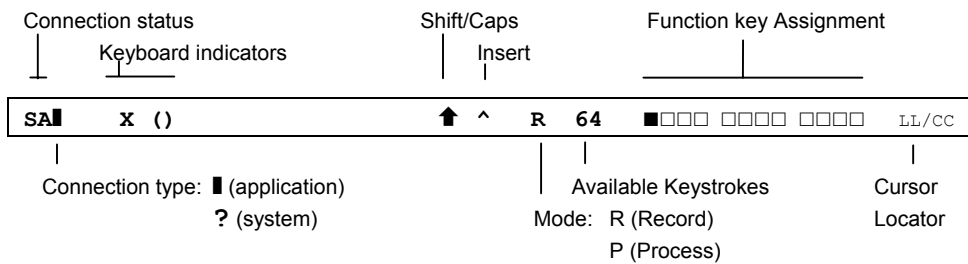 Connection status Shift/Caps Function key Assignment
Keyboard indicators Insert
SA▮ X () ⬆ ^ R 64 ■□□□ □□□□ □□□□ LL/CC
Connection type: ▮ (application) Available Keystrokes Cursor
? (system) Mode: R (Record) Locator
P (Process)